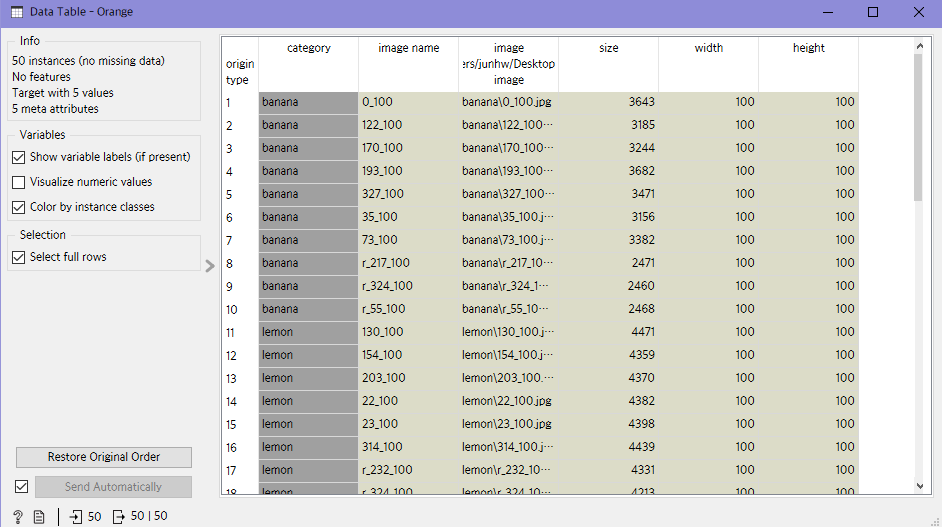 Data Table - Orange
Info
50 instances (no missing data)
No features
Target with 5 values
5 meta attributes
Variables
Show variable labels (if present)
Visualize numeric values
Color by instance classes
Selection
Select full rows
Restore Original Order
Send Automatically
50
50 | 50
category image name image size width height
origin ers/junhw/Desktop
type image
1 banana 0_100 banana\0_100.jpg 3643 100 100
2 banana 122_100 banana\122_100··· 3185 100 100
3 banana 170_100 banana\170_100··· 3244 100 100
4 banana 193_100 banana\193_100··· 3682 100 100
5 banana 327_100 banana\327_100··· 3471 100 100
6 banana 35_100 banana\35_100.j··· 3156 100 100
7 banana 73_100 banana\73_100.j··· 3382 100 100
8 banana r_217_100 banana\r_217_10··· 2471 100 100
9 banana r_324_100 banana\r_324_1··· 2460 100 100
10 banana r_55_100 banana\r_55_10··· 2468 100 100
11 lemon 130_100 lemon\130_100.j··· 4471 100 100
12 lemon 154_100 lemon\154_100.j··· 4359 100 100
13 lemon 203_100 lemon\203_100.··· 4370 100 100
14 lemon 22_100 lemon\22_100.jpg 4382 100 100
15 lemon 23_100 lemon\23_100.jpg 4398 100 100
16 lemon 314_100 lemon\314_100.j··· 4439 100 100
17 lemon r_232_100 lemon\r_232_10··· 4331 100 100
18 lemon r_324_100 lemon\r_324_10··· 4213 100 100